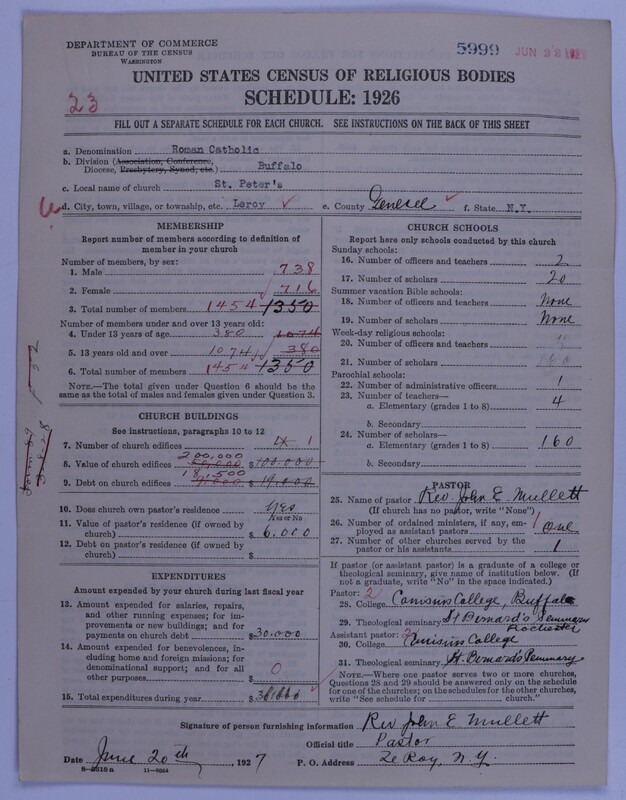 DEPARTMENT OF COMMERCE
BUREAU OF THE CENSUS
WASHINGTON
5999
JUN 22
UNITED STATES CENSUS OF RELIGIOUS BODIES
23
SCHEDULE: 1926
FILL OUT A SEPARATE SCHEDULE FOR EACH CHURCH. SEE INSTRUCTIONS ON THE BACK OF THIS SHEET
a. Denomination Roman Catholic
b. Division (Association, Conference,
Diocese, Presbytery, Synod, etc.) Buffalo
c. Local name of church St. Peter's
d. City, town, village, or township, etc. Leroy e. County Genesee f. State N.Y.
MEMBERSHIP
Report number of members according to definition of
member in your church
Number of members, by sex:
1. Male 738
2. Female 716
3. Total number of members 1454 1350
Number of members under and over 13 years old:
4. Under 13 years of age 380 1074
5. 13 years old and over 1074 380
6. Total number of members 1454 1350
NOTE.—The total given under Question 6 should be the
same as the total of males and females given under Question 3.
CHURCH BUILDINGS
See instructions, paragraphs 10 to 12
7. Number of church edifices 1
200,000
8. Value of church edifices $ 100,000
18,500
9. Debt on church edifices $ 19,000
10. Does church own pastor's residence yes
Yes or No
11. Value of pastor's residence (if owned by
church) $ 6,000
12. Debt on pastor's residence (if owned by
church) $
EXPENDITURES
Amount expended by your church during last fiscal year
13. Amount expended for salaries, repairs,
and other running expenses; for im-
provements or new buildings; and for
payments on church debt $30,000
14. Amount expended for benevolences, in-
cluding home and foreign missions; for
denominational support; and for all
other purposes $ 0
15. Total expenditures during year $
CHURCH SCHOOLS
Report here only schools conducted by this church
Sunday schools:
16. Number of officers and teachers 2
17. Number of scholars 20
Summer vacation Bible schools:
18. Number of officers and teachers None
19. Number of scholars None
Week-day religious schools:
20. Number of officers and teachers
21. Number of scholars
Parochial schools:
22. Number of administrative officers 1
23. Number of teachers—
a. Elementary (grades 1 to 8) 4
b. Secondary
24. Number of scholars—
a. Elementary (grades 1 to 8) 160
b. Secondary
PASTOR
25. Name of pastor Rev. John E. Mullett
(If church has no pastor, write "None")
26. Number of ordained ministers, if any, em-
ployed as assistant pastors 1 one
27. Number of other churches served by the
pastor or his assistants 1
If pastor (or assistant pastor) is a graduate of a college or
theological seminary, give name of institution below. (If
not a graduate, write "No" in the space indicated.)
Pastor: 2
28. College Canisius College, Buffalo
29. Theological seminary St Bernard's Seminary
Rochester
Assistant pastor: 2
30. College Canisius College
31. Theological seminary St. Bernard's Seminary
NOTE.—Where one pastor serves two or more churches,
Questions 28 and 29 should be answered only on the schedule
for one of the churches; on the schedules for the other churches,
write "See schedule for church."
Signature of person furnishing information Rev John E Mullett
Official title Pastor
Date June 20th, 1927 P. O. Address Le Roy, N.Y.
8-2518a 11-9054